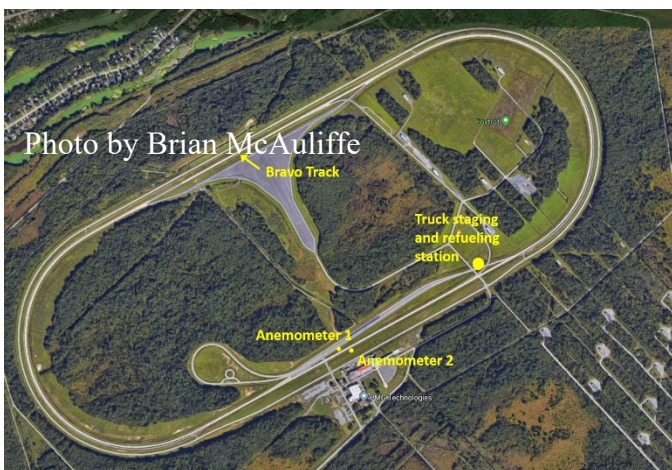 Photo by Brian McAuliffe
Bravo Track
Truck staging
and refueling
station
Anemometer 1
Anemometer 2